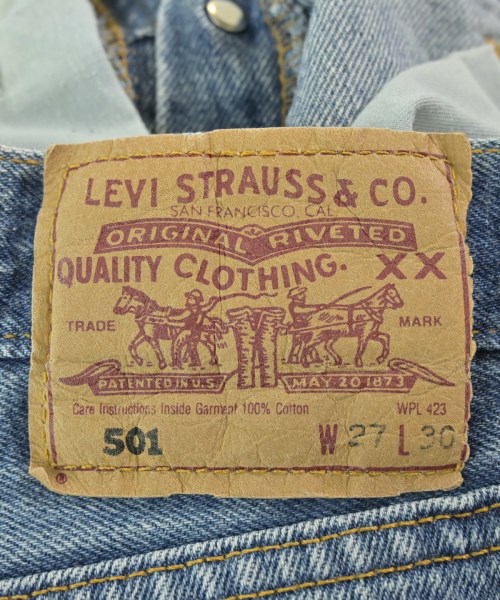 LEVI STRAUSS & CO.
SAN FRANCISCO, CAL.
ORIGINAL RIVETED
QUALITY CLOTHING. XX
TRADE MARK
PATENTED IN U.S. MAY 20 1873
Care Instructions Inside Garment 100% Cotton WPL 423
501 W 27 L 30
®